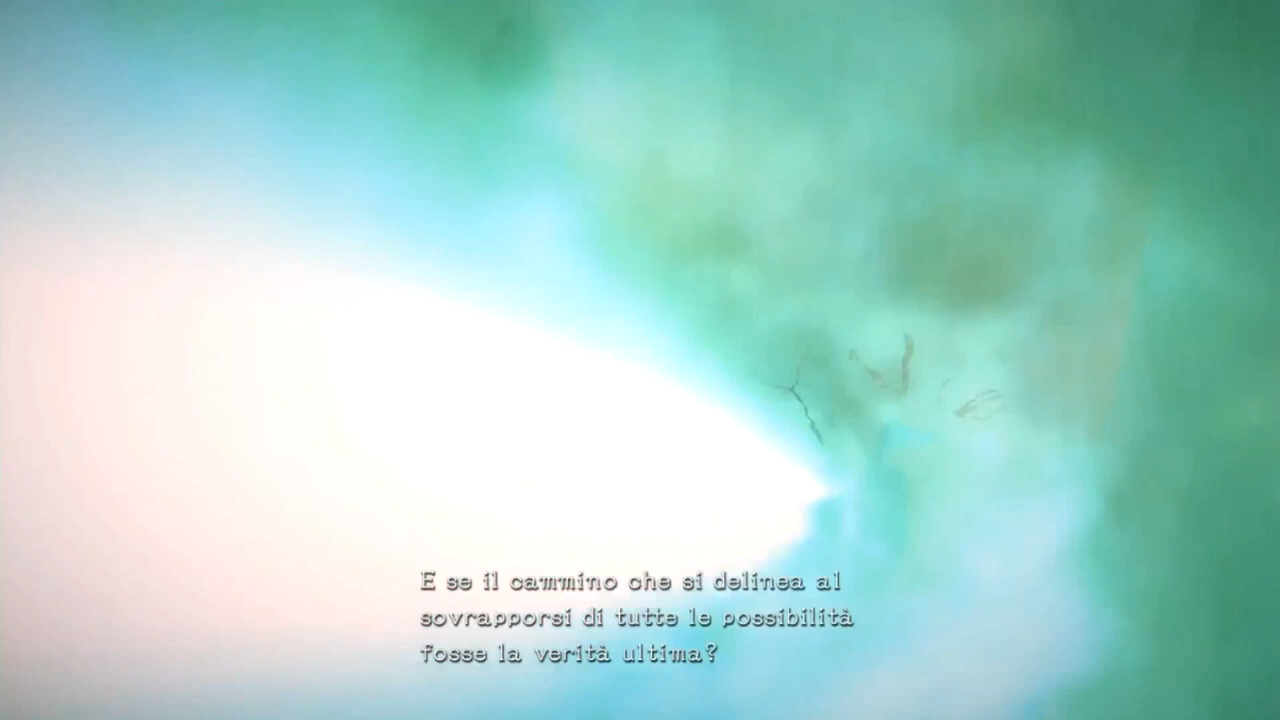 E se il cammino che si delinea al
sovrapporsi di tutte le possibilità
fosse la verità ultima?